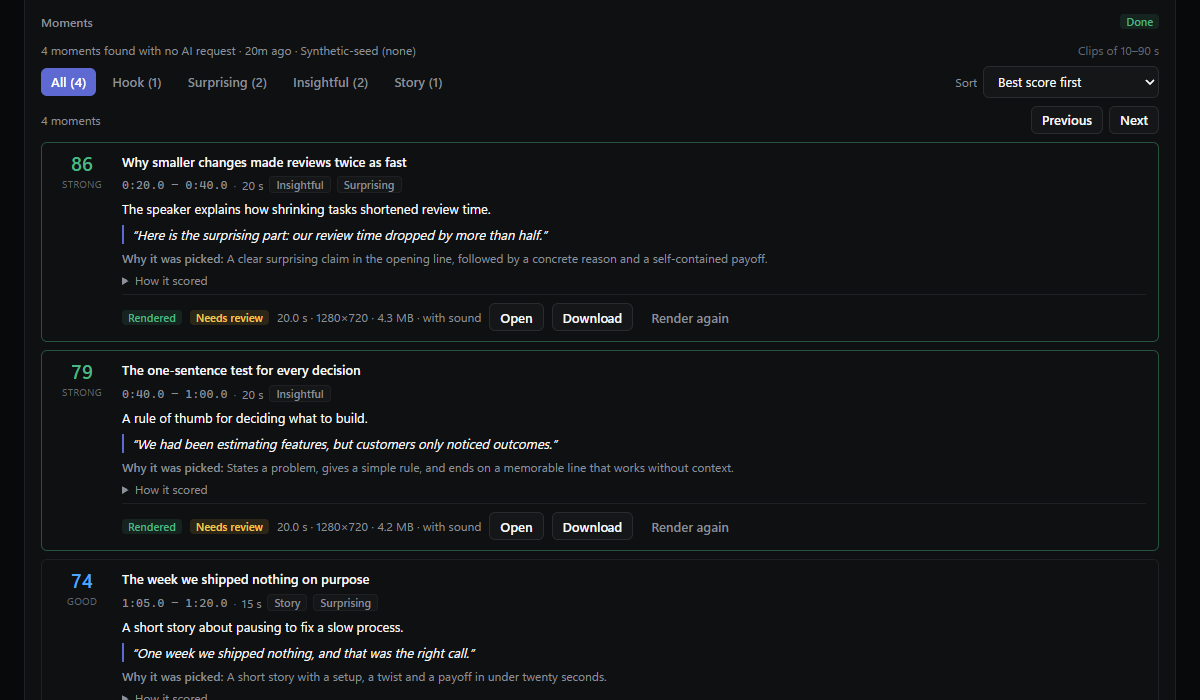 Moments
Done
4 moments found with no AI request · 20m ago · Synthetic-seed (none)
Clips of 10–90 s
All (4)
Hook (1)
Surprising (2)
Insightful (2)
Story (1)
Sort
Best score first
4 moments
Previous
Next
86
STRONG
Why smaller changes made reviews twice as fast
0:20.0 – 0:40.0 · 20 s Insightful Surprising
The speaker explains how shrinking tasks shortened review time.
“Here is the surprising part: our review time dropped by more than half.”
Why it was picked: A clear surprising claim in the opening line, followed by a concrete reason and a self-contained payoff.
How it scored
Rendered Needs review 20.0 s · 1280×720 · 4.3 MB · with sound Open Download Render again
79
STRONG
The one-sentence test for every decision
0:40.0 – 1:00.0 · 20 s Insightful
A rule of thumb for deciding what to build.
“We had been estimating features, but customers only noticed outcomes.”
Why it was picked: States a problem, gives a simple rule, and ends on a memorable line that works without context.
How it scored
Rendered Needs review 20.0 s · 1280×720 · 4.2 MB · with sound Open Download Render again
74
GOOD
The week we shipped nothing on purpose
1:05.0 – 1:20.0 · 15 s Story Surprising
A short story about pausing to fix a slow process.
“One week we shipped nothing, and that was the right call.”
Why it was picked: A short story with a setup, a twist and a payoff in under twenty seconds.
How it scored